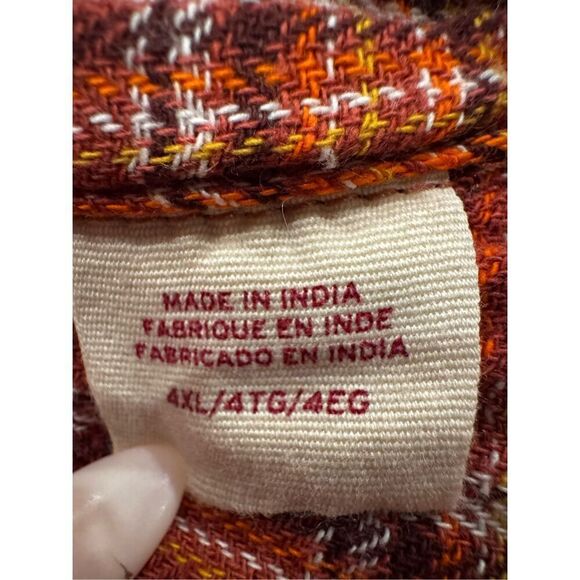 MADE IN INDIA
FABRIQUE EN INDE
FABRICADO EN INDIA
4XL/4TG/4EG